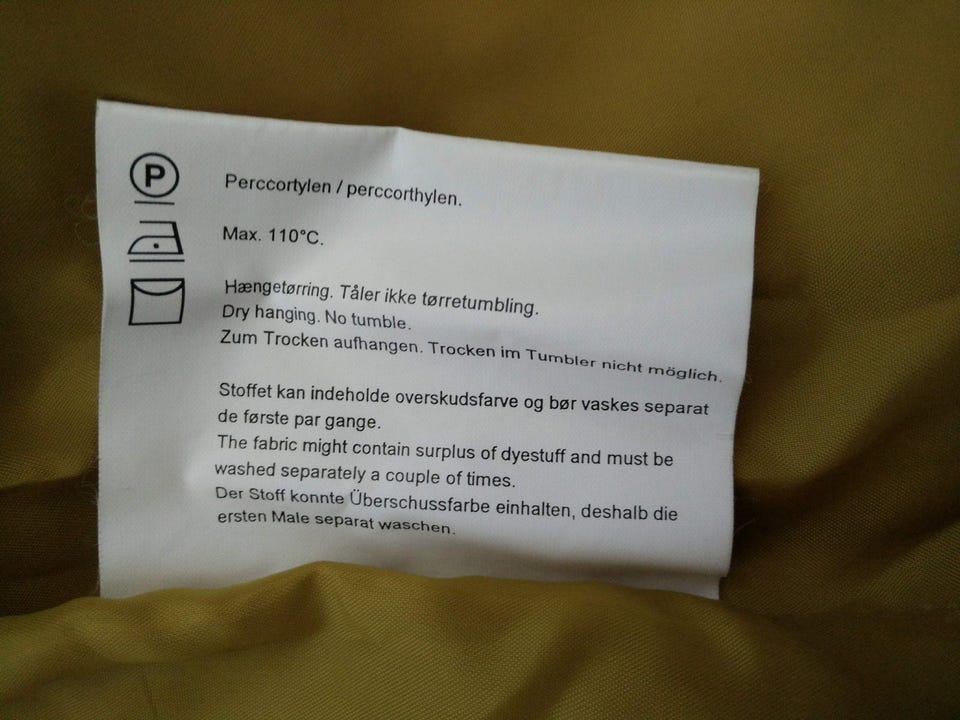 P
Perccortylen / perccorthylen.
Max. 110°C.
Hængetørring. Tåler ikke tørretumbling.
Dry hanging. No tumble.
Zum Trocken aufhangen. Trocken im Tumbler nicht möglich.
Stoffet kan indeholde overskudsfarve og bør vaskes separat
de første par gange.
The fabric might contain surplus of dyestuff and must be
washed separately a couple of times.
Der Stoff konnte Überschussfarbe einhalten, deshalb die
ersten Male separat waschen.